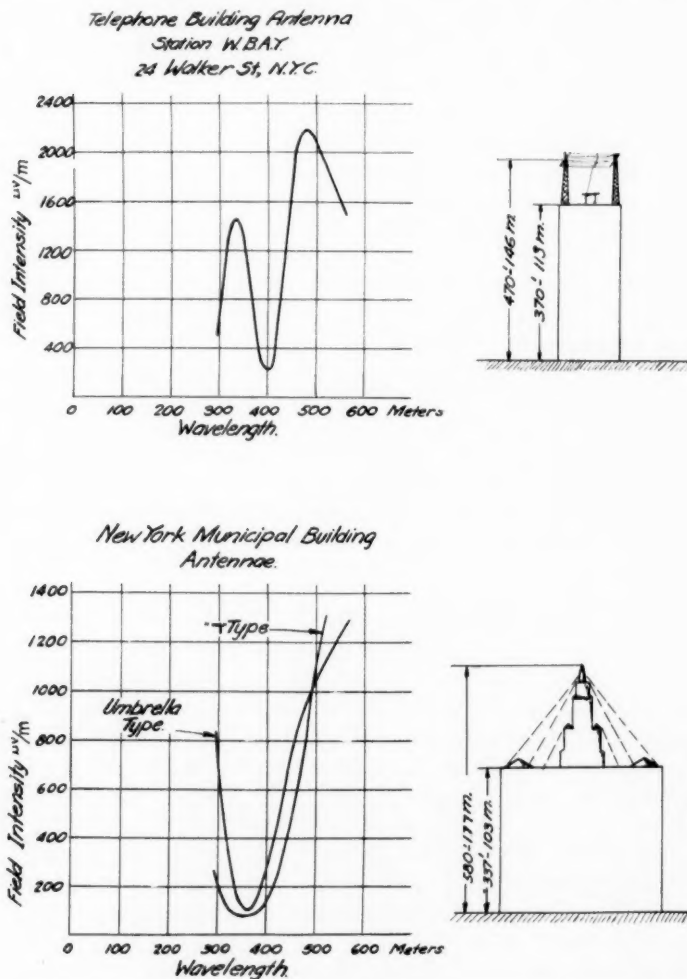 Telephone Building Antenna
Station W.B.A.Y.
24 Walker St, N.Y.C.
2400
2000
1600
1200
800
400
Field Intensity μv/m
0 100 200 300 400 500 600 Meters
Wavelength.
470'-146 m.
370'-113 m.
New York Municipal Building
Antennae.
1400
1200
1000
800
600
400
200
Field Intensity μv/m
T Type
Umbrella
Type
0 100 200 300 400 500 600 Meters
Wavelength.
580'-177 m.
337'-103 m.